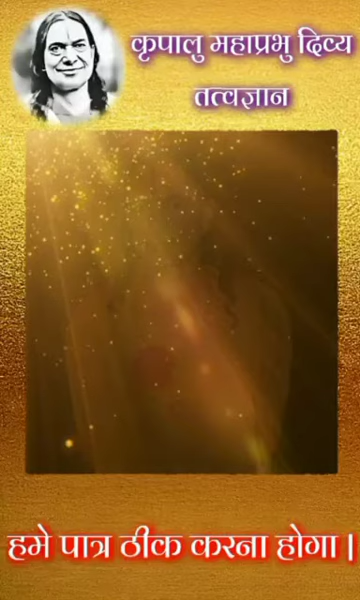 कृपालु महाप्रभु दिव्य
तत्वज्ञान
हमे पात्र ठीक करना होगा।